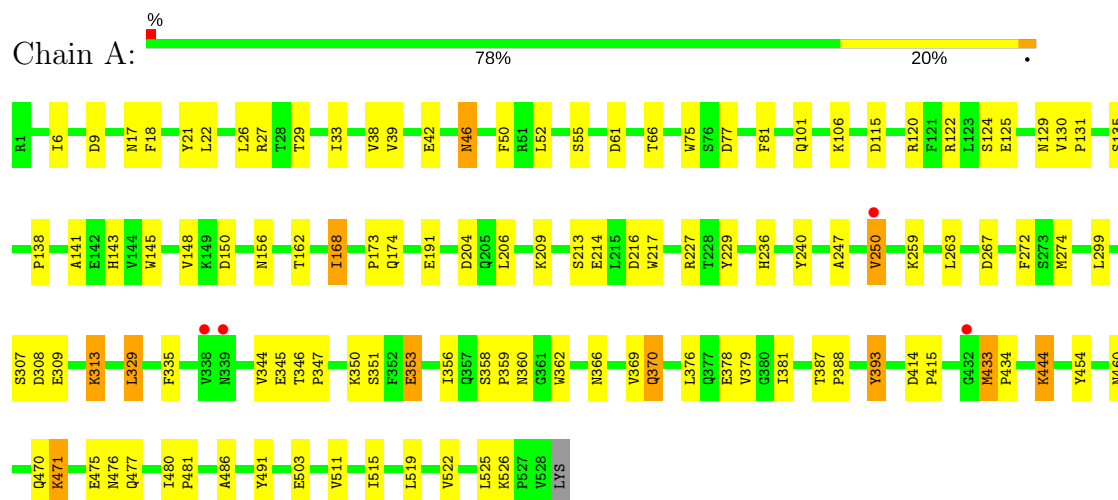 %
Chain A:
78% 20% •
R1 I6 D9 N17 F18 Y21 L22 L26 R27 T28 T29 I33 V38 V39 E42 N46 F50 R51 L52 S55 D61 T66 W75 S76 D77 F81 Q101 K106 D115 R120 F121 R122 L123 S124 E125 N129 V130 P131 S135
P138 A141 E142 H143 V144 W145 V148 K149 D150 N156 T162 I168 P173 Q174 E191 D204 Q205 L206 K209 S213 E214 L215 D216 W217 R227 T228 Y229 H236 Y240 A247 V250 K259 L263 D267 F272 S273 M274 L299
S307 D308 E309 K313 L329 F335 V338 N339 V344 E345 T346 P347 K350 S351 F352 E353 I356 Q357 S358 P359 N360 G361 W362 N366 V369 Q370 L376 Q377 E378 V379 G380 I381 T387 P388 Y393 D414 P415 G432 M433 P434 K444 Y454 N460
Q470 K471 E475 N476 Q477 I480 P481 A486 Y491 E503 V511 I515 L519 V522 L525 K526 P527 V528 LYS